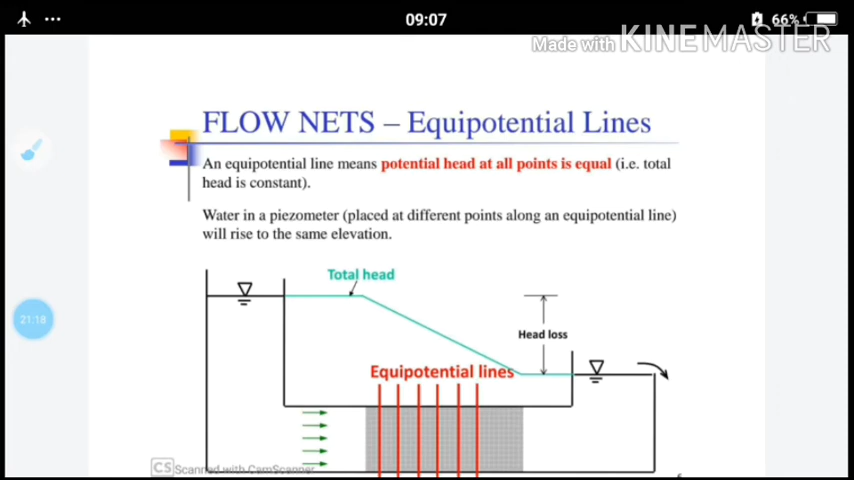 09:07
66%
Made with KINEMASTER
FLOW NETS – Equipotential Lines
An equipotential line means potential head at all points is equal (i.e. total
head is constant).
Water in a piezometer (placed at different points along an equipotential line)
will rise to the same elevation.
Total head
21:18
Head loss
Equipotential lines
CS Scanned with CamScanner